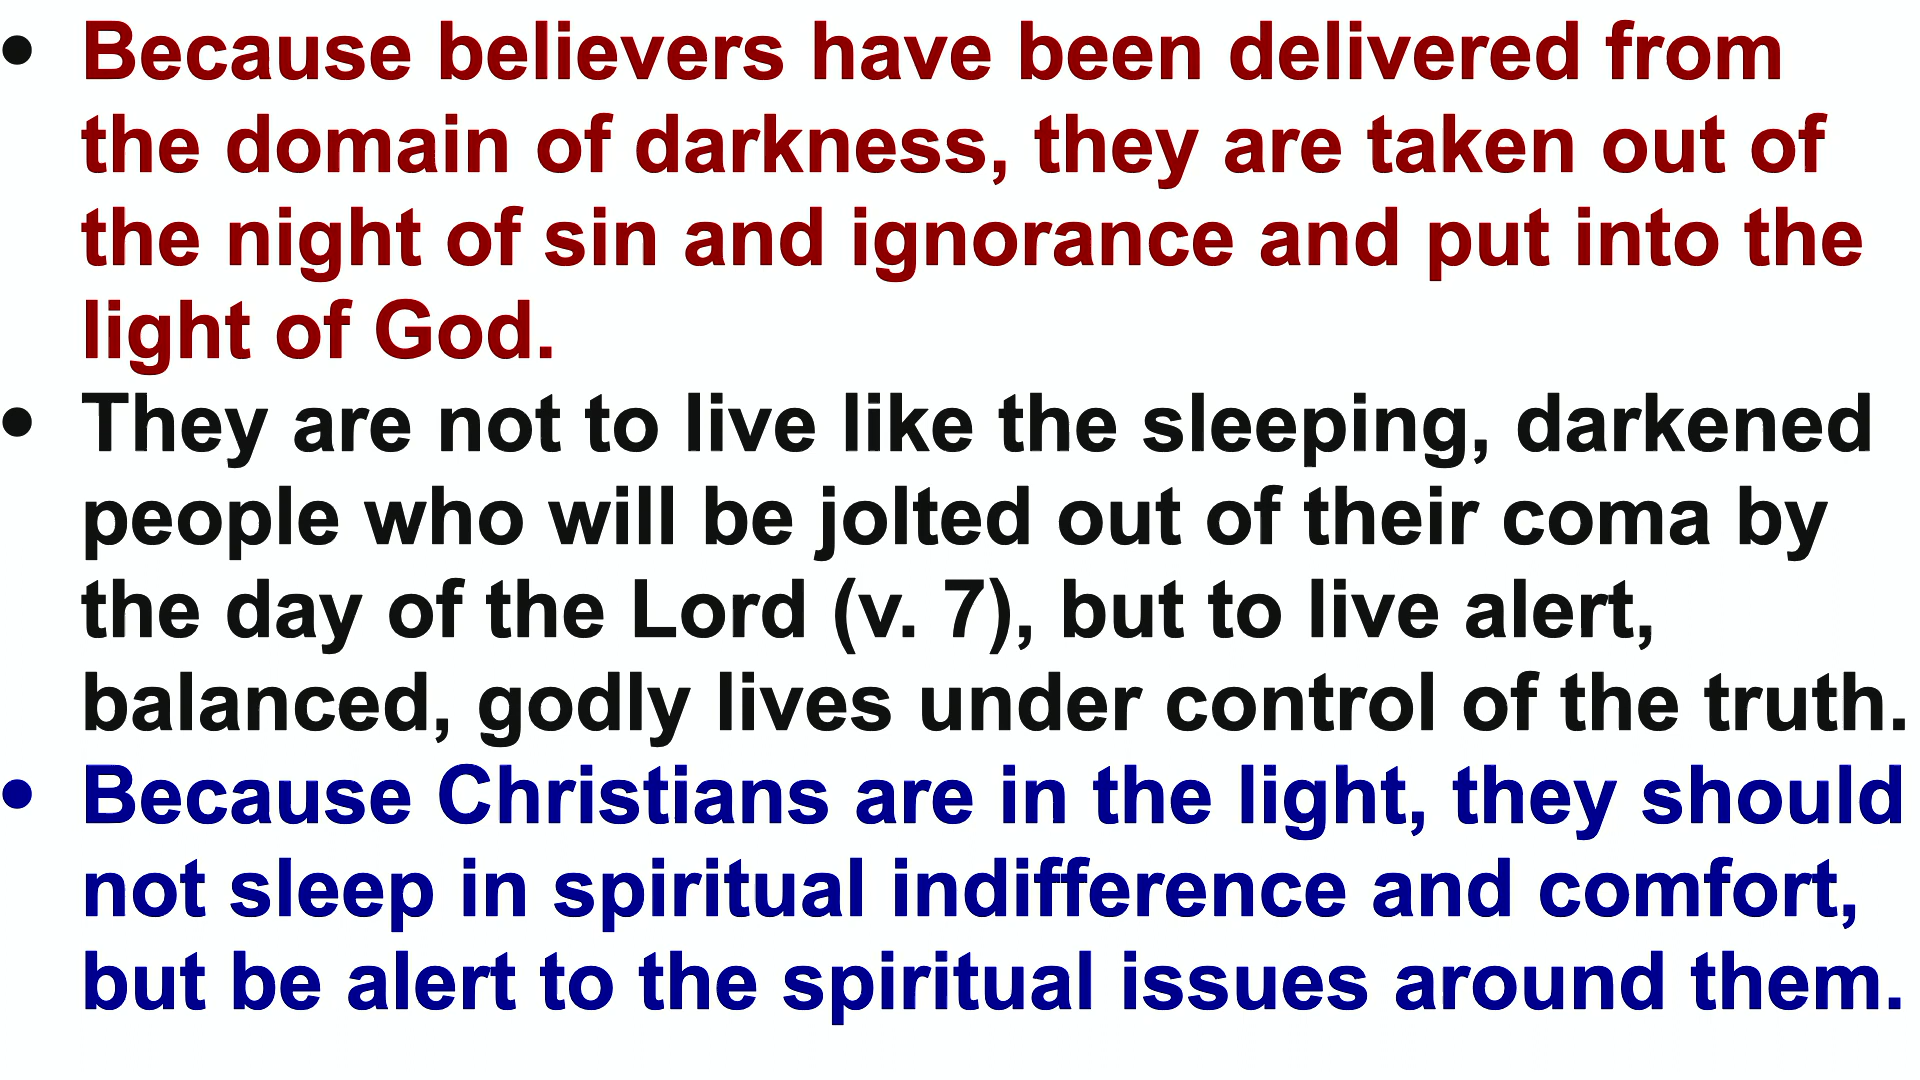 • Because believers have been delivered from
the domain of darkness, they are taken out of
the night of sin and ignorance and put into the
light of God.
• They are not to live like the sleeping, darkened
people who will be jolted out of their coma by
the day of the Lord (v. 7), but to live alert,
balanced, godly lives under control of the truth.
• Because Christians are in the light, they should
not sleep in spiritual indifference and comfort,
but be alert to the spiritual issues around them.